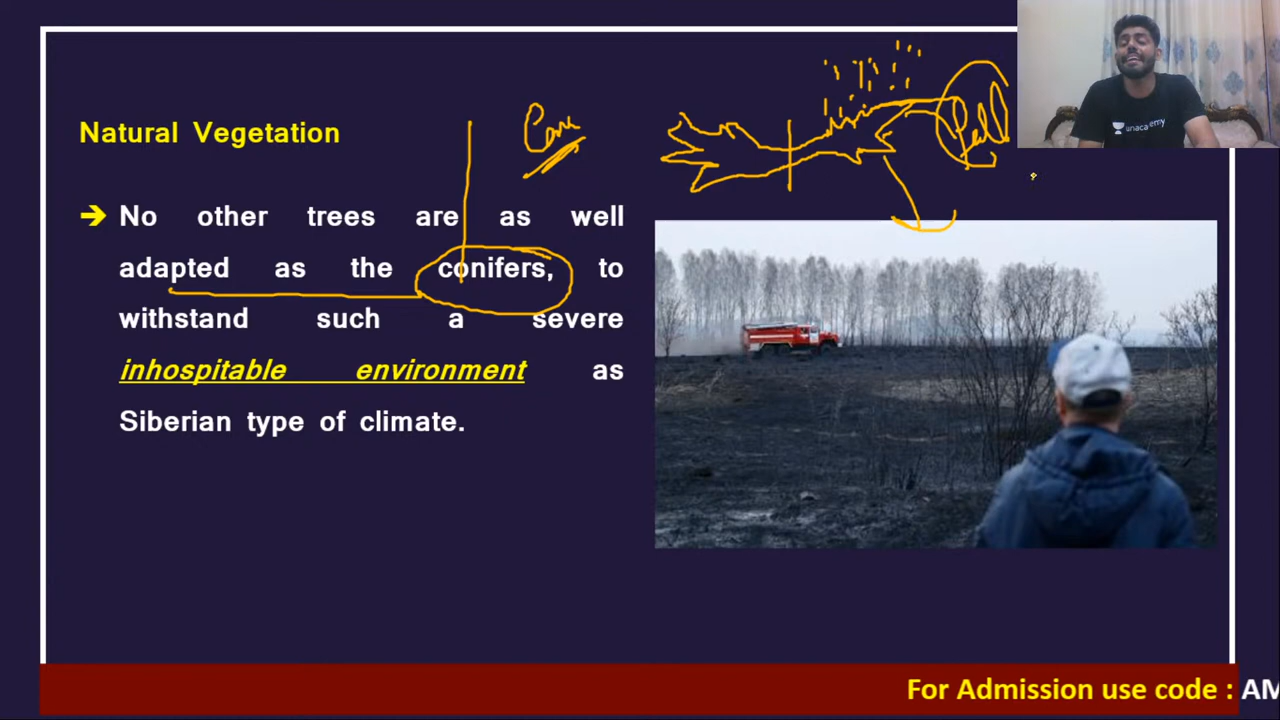 Natural Vegetation
➔ No other trees are as well
adapted as the conifers, to
withstand such a severe
inhospitable environment as
Siberian type of climate.
unacademy
For Admission use code : AM